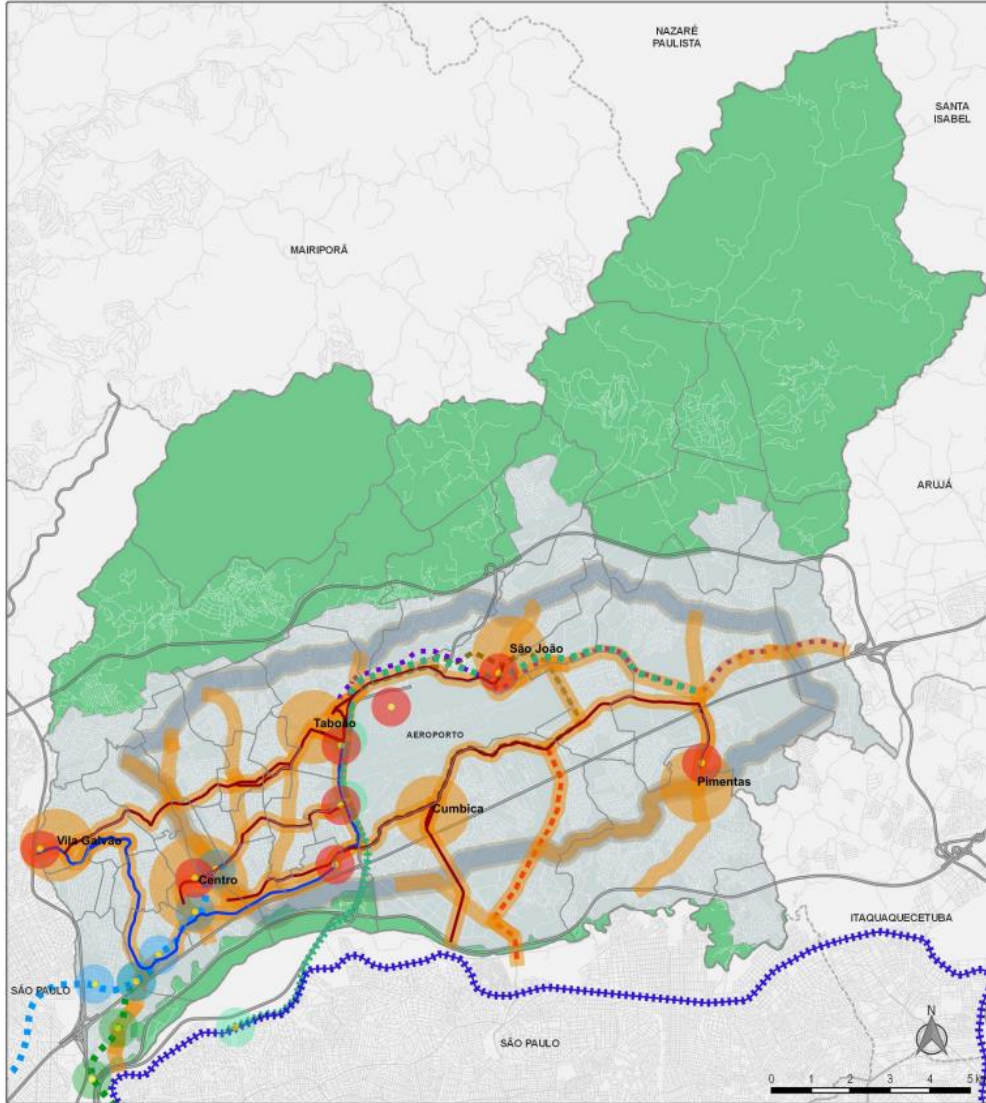 NAZARÉ
PAULISTA
SANTA
ISABEL
MAIRIPORÃ
ARUJÁ
São João
Taboão
AEROPORTO
Pimentas
Cumbica
Vila Galvão
Centro
ITAQUAQUECETUBA
SÃO PAULO
N
SÃO PAULO
0 1 2 3 4 5 k